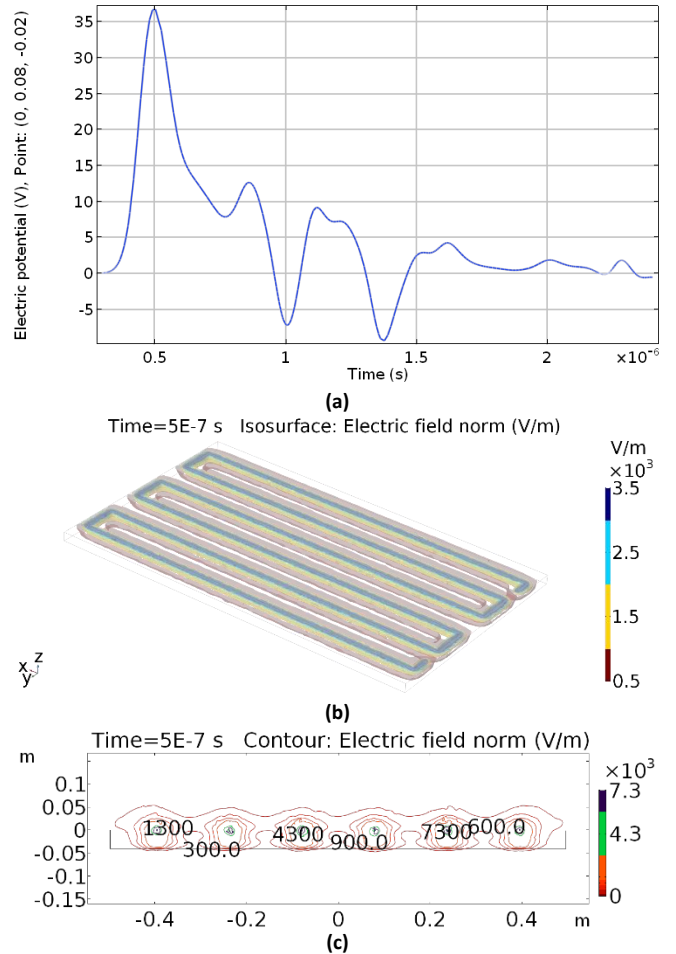 Electric potential (V), Point: (0, 0.08, -0.02)
35
30
25
20
15
10
5
0
-5
0.5 1 1.5 2 ×10⁻⁶
Time (s)
(a)
Time=5E-7 s Isosurface: Electric field norm (V/m)
V/m
×10³
3.5
2.5
1.5
0.5
x y z
(b)
Time=5E-7 s Contour: Electric field norm (V/m)
m
×10³
0.1
0.05
0
-0.05
-0.1
-0.15
1300 4300 7300 600.0
300.0 900.0
7.3
4.3
0
-0.4 -0.2 0 0.2 0.4 m
(c)